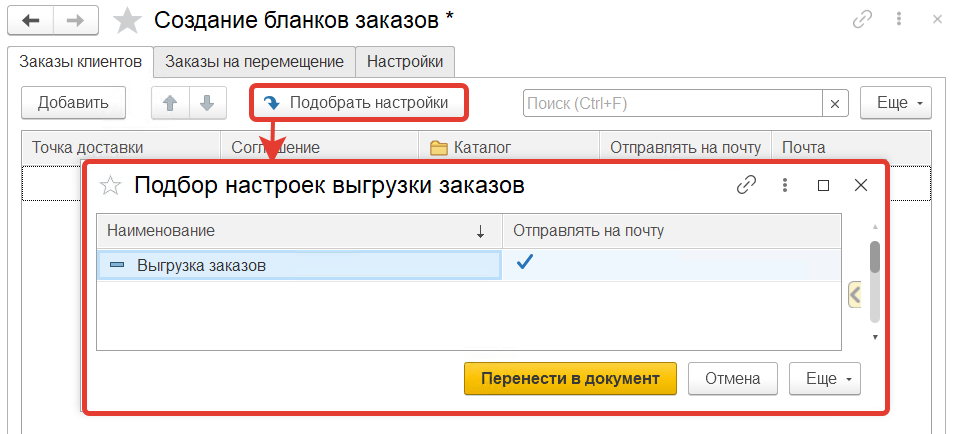 Создание бланков заказов *
Заказы клиентов Заказы на перемещение Настройки
Добавить Подобрать настройки Поиск (Ctrl+F) × Еще
Точка доставки Соглашение Каталог Отправлять на почту Почта
Подбор настроек выгрузки заказов
Наименование Отправлять на почту
Выгрузка заказов
Перенести в документ Отмена Еще